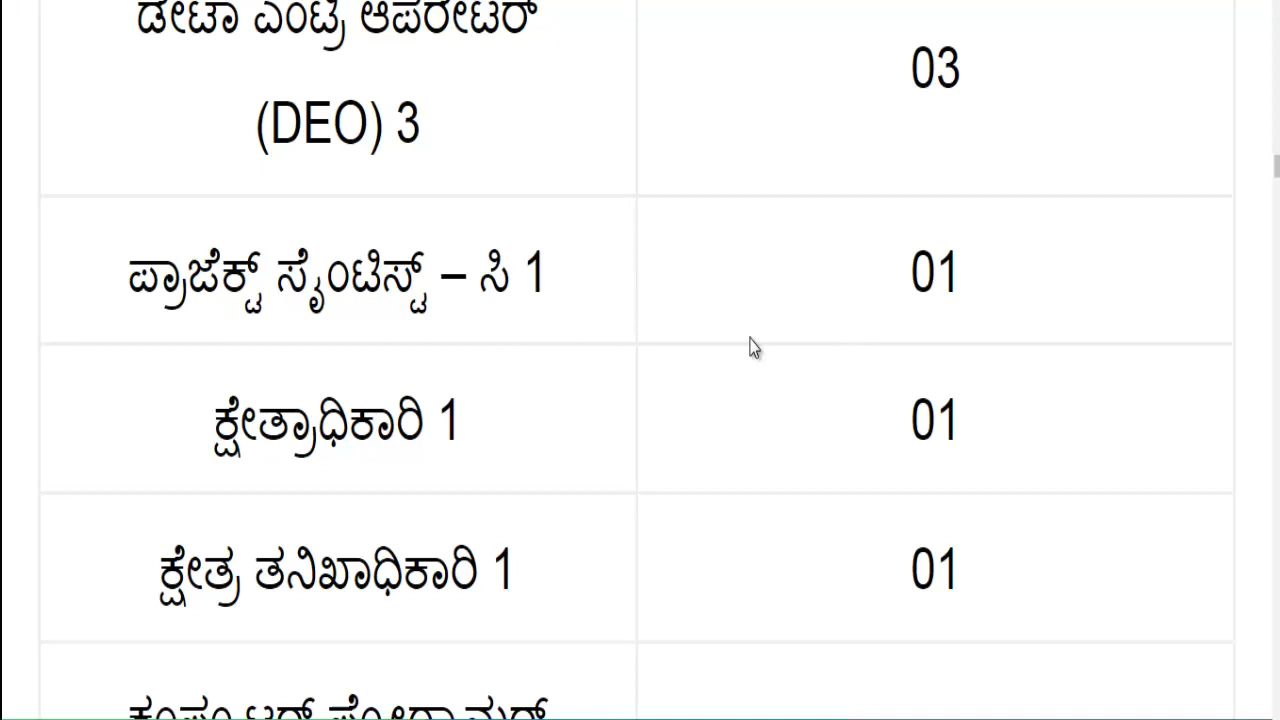 ಡೇಟಾ ಎಂಟ್ರಿ ಆಪರೇಟರ್
(DEO) 3
03
ಪ್ರಾಜೆಕ್ಟ್ ಸೈಂಟಿಸ್ಟ್ – ಸಿ 1
01
ಕ್ಷೇತ್ರಾಧಿಕಾರಿ 1
01
ಕ್ಷೇತ್ರ ತನಿಖಾಧಿಕಾರಿ 1
01